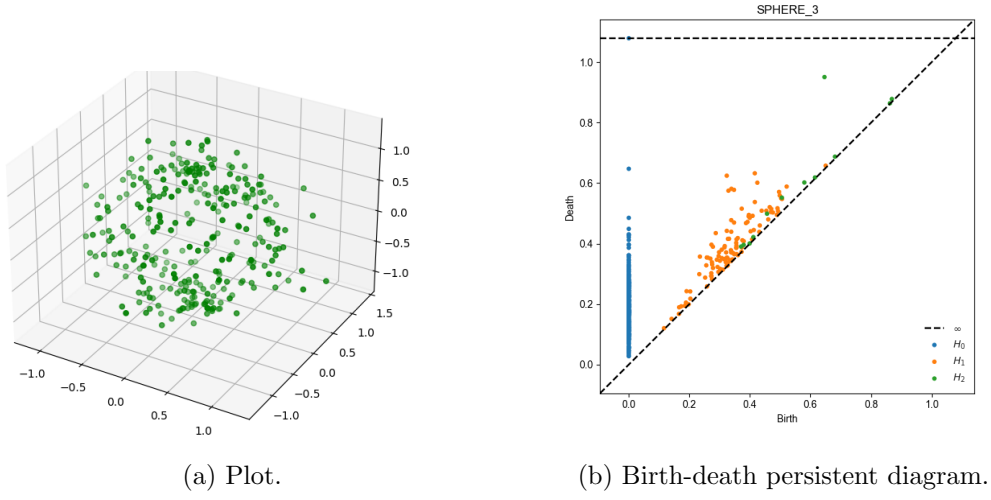 SPHERE_3
1.0
0.5
0.0
−0.5
−1.0
1.5
1.0
0.5
0.0
−0.5
−1.0
−1.0
−0.5
0.0
0.5
1.0
(a) Plot.
1.0
0.8
0.6
0.4
0.2
0.0
Death
∞
H₀
H₁
H₂
0.0 0.2 0.4 0.6 0.8 1.0
Birth
(b) Birth-death persistent diagram.